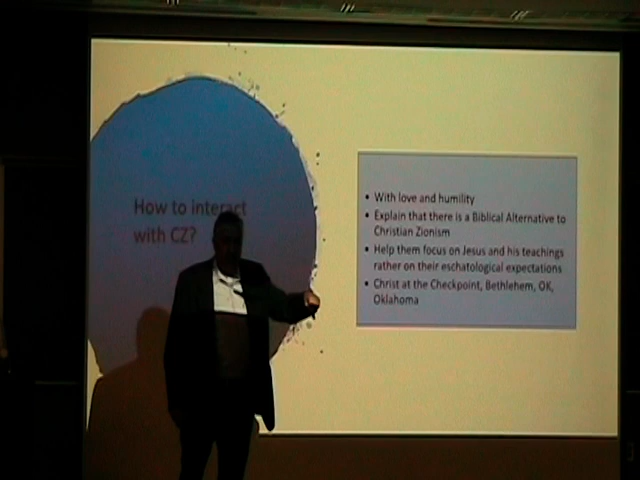 How to interact
with CZ?
• With love and humility
• Explain that there is a Biblical Alternative to
Christian Zionism
• Help them focus on Jesus and his teachings
rather on their eschatological expectations
• Christ at the Checkpoint, Bethlehem, OK,
Oklahoma